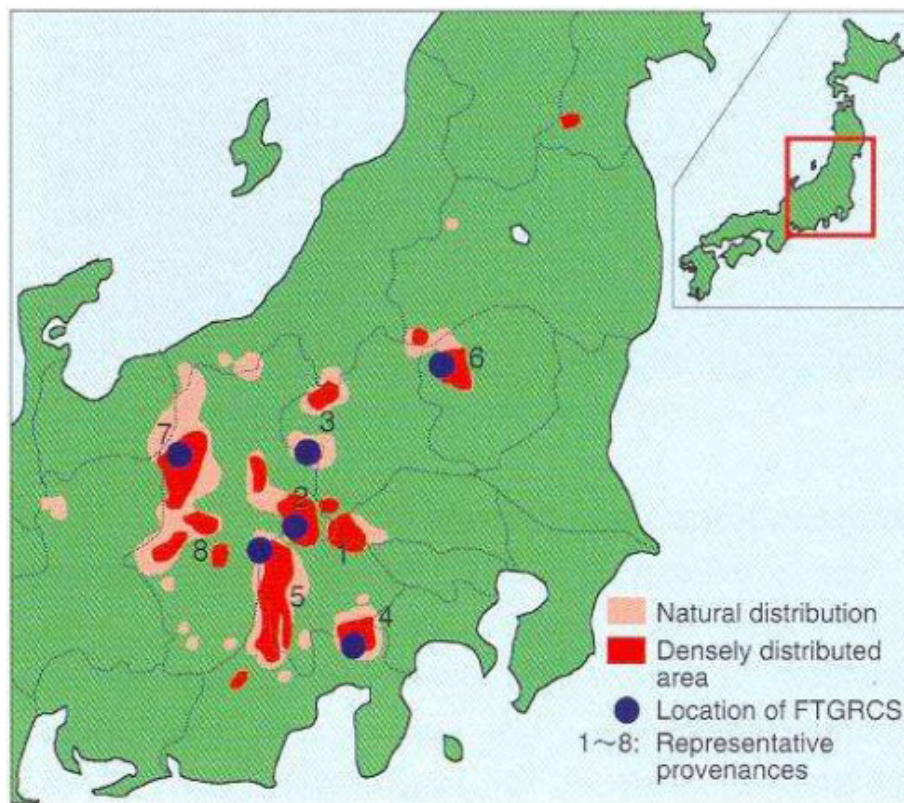 6
3
7
2
1
8
5
4
Natural distribution
Densely distributed
area
Location of FTGRCS
1~8: Representative
provenances